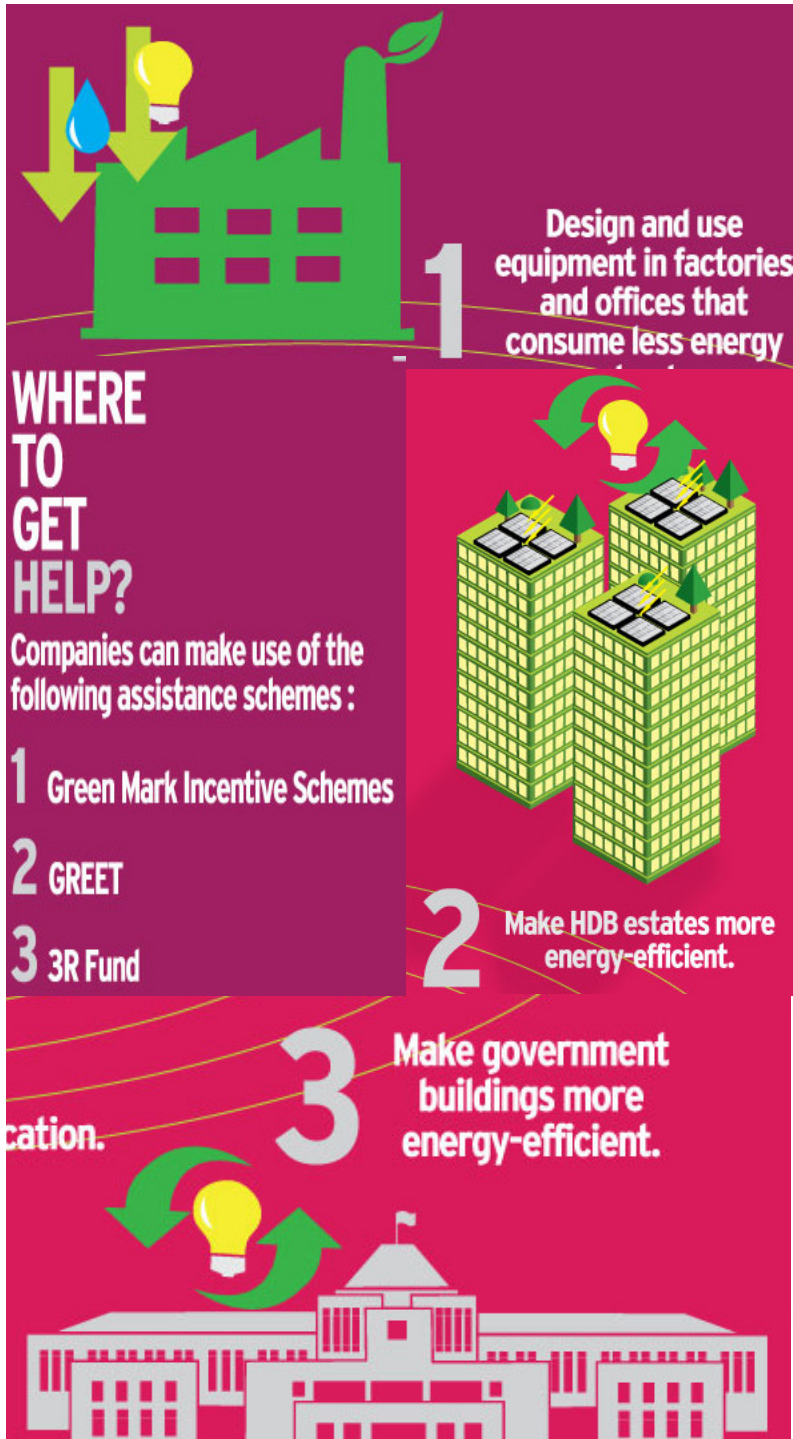 1
Design and use
equipment in factories
and offices that
consume less energy
WHERE
TO
GET
HELP?
Companies can make use of the
following assistance schemes :
1 Green Mark Incentive Schemes
2 GREET
3 3R Fund
2
Make HDB estates more
energy-efficient.
3
Make government
buildings more
energy-efficient.
cation.